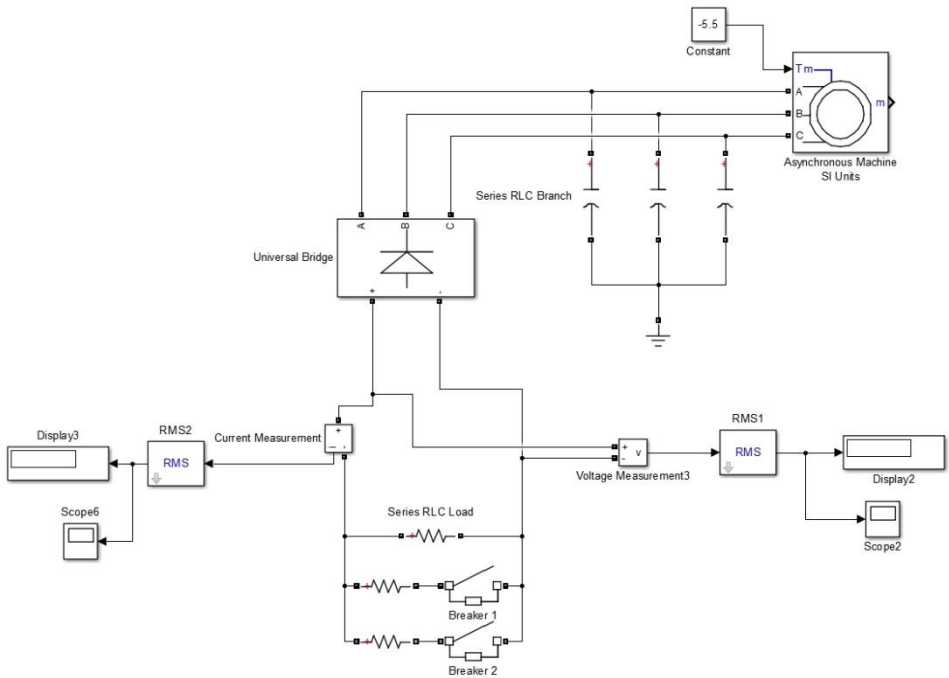 -5.5
Constant
Tm
A
B
C
m
Asynchronous Machine
SI Units
Series RLC Branch
A
B
C
Universal Bridge
+
-
RMS1
RMS2
Current Measurement
+
-
Display3
RMS
+
-
v
RMS
Voltage Measurement3
Display2
Scope6
Series RLC Load
Scope2
Breaker 1
Breaker 2